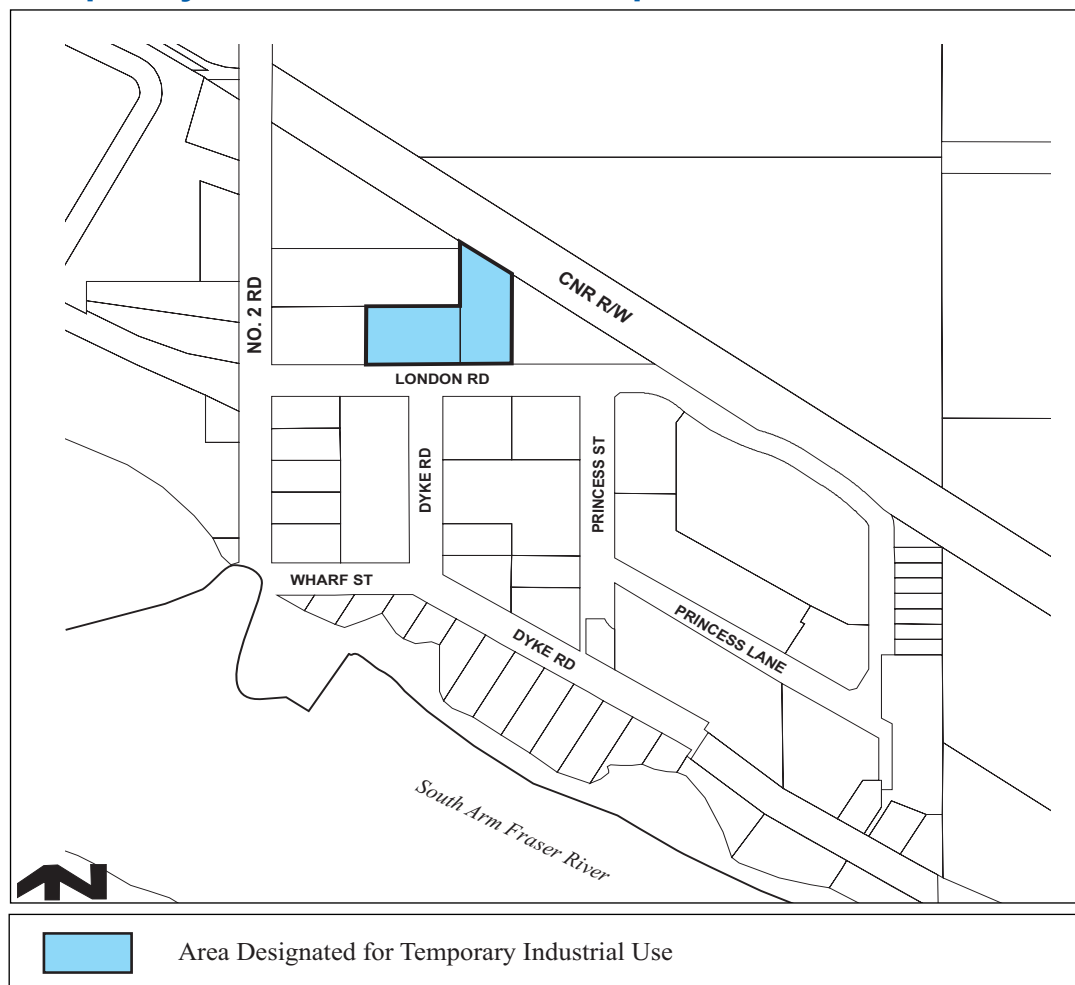 NO. 2 RD
CNR R/W
LONDON RD
DYKE RD
PRINCESS ST
WHARF ST
DYKE RD
PRINCESS LANE
South Arm Fraser River
N
Area Designated for Temporary Industrial Use